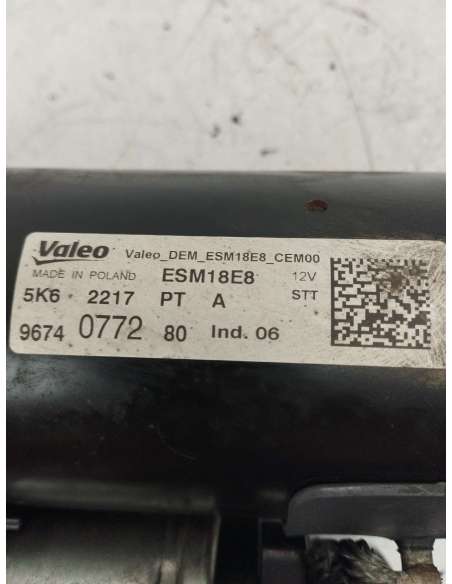 Valeo Valeo_DEM_ESM18E8_CEM00
MADE IN POLAND ESM18E8 12V
5K6 2217 PT A STT
9674 0772 80 Ind. 06